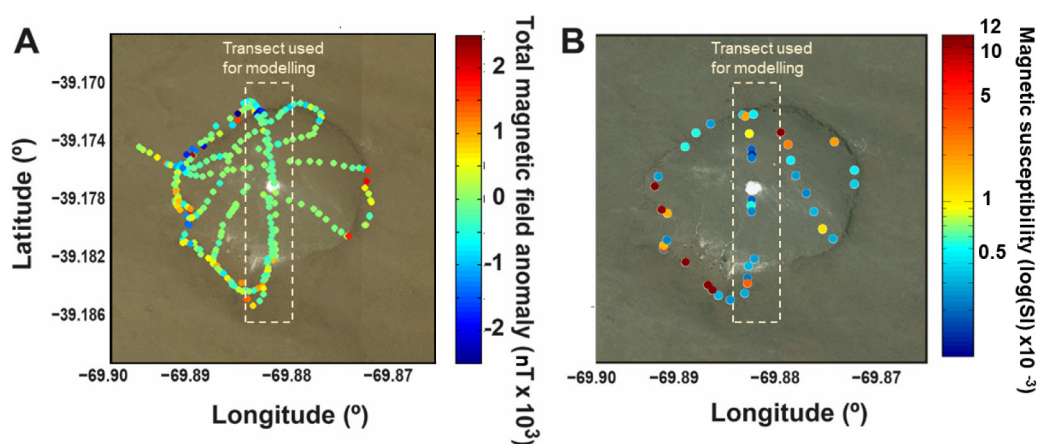 A
Transect used
for modelling
−39.170
−39.174
−39.178
−39.182
−39.186
Latitude (º)
−69.90
−69.89
−69.88
−69.87
Longitude (º)
2
1
0
-1
-2
Total magnetic field anomaly (nT x 10³)
B
Transect used
for modelling
−69.90
−69.89
−69.88
−69.87
Longitude (º)
12
10
5
1
0.5
Magnetic susceptibility (log(SI) x10 -3)